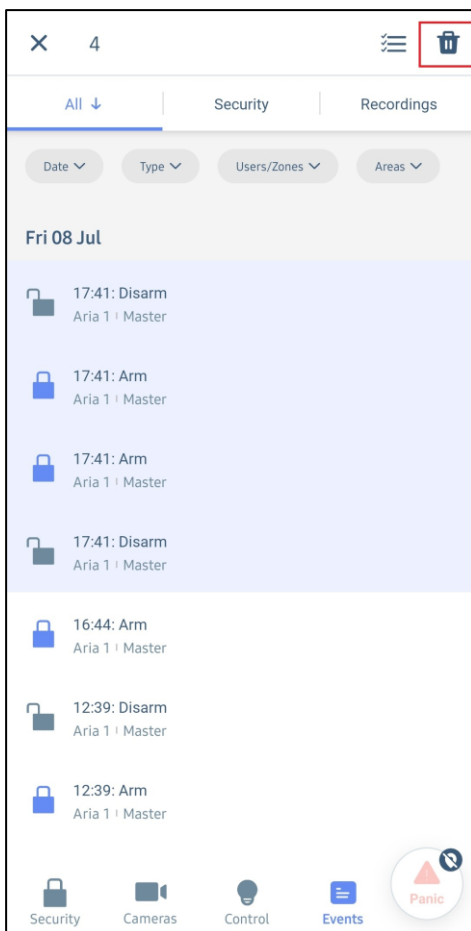 4
All ↓ Security Recordings
Date Type Users/Zones Areas
Fri 08 Jul
17:41: Disarm
Aria 1 | Master
17:41: Arm
Aria 1 | Master
17:41: Arm
Aria 1 | Master
17:41: Disarm
Aria 1 | Master
16:44: Arm
Aria 1 | Master
12:39: Disarm
Aria 1 | Master
12:39: Arm
Aria 1 | Master
Panic
Security Cameras Control Events